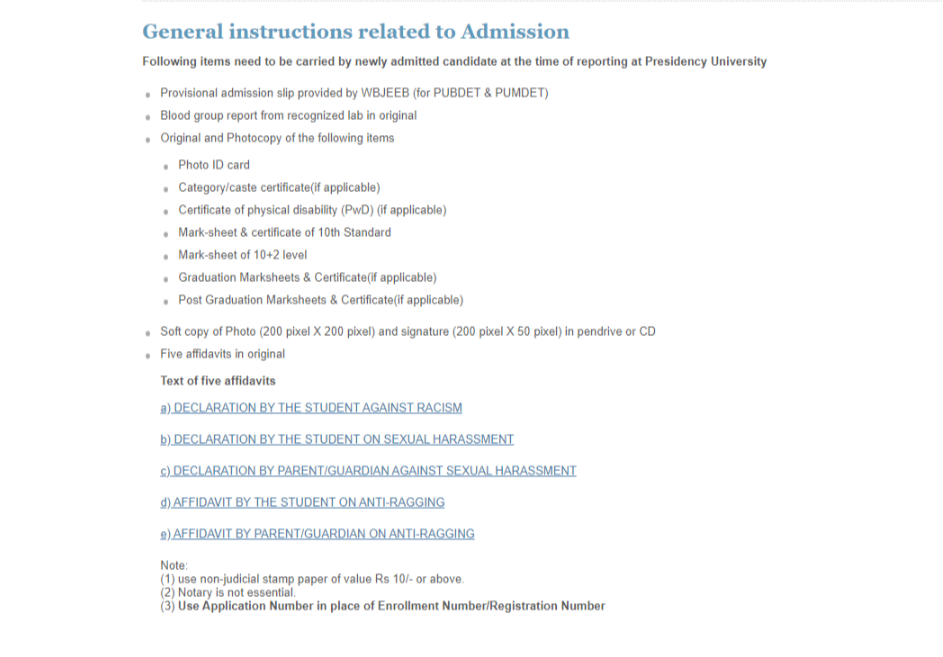 General instructions related to Admission
Following items need to be carried by newly admitted candidate at the time of reporting at Presidency University
Provisional admission slip provided by WBJEEB (for PUBDET & PUMDET)
Blood group report from recognized lab in original
Original and Photocopy of the following items
Photo ID card
Category/caste certificate(if applicable)
Certificate of physical disability (PwD) (if applicable)
Mark-sheet & certificate of 10th Standard
Mark-sheet of 10+2 level
Graduation Marksheets & Certificate(if applicable)
Post Graduation Marksheets & Certificate(if applicable)
Soft copy of Photo (200 pixel X 200 pixel) and signature (200 pixel X 50 pixel) in pendrive or CD
Five affidavits in original
Text of five affidavits
a) DECLARATION BY THE STUDENT AGAINST RACISM
b) DECLARATION BY THE STUDENT ON SEXUAL HARASSMENT
c) DECLARATION BY PARENT/GUARDIAN AGAINST SEXUAL HARASSMENT
d) AFFIDAVIT BY THE STUDENT ON ANTI-RAGGING
e) AFFIDAVIT BY PARENT/GUARDIAN ON ANTI-RAGGING
Note:
(1) use non-judicial stamp paper of value Rs 10/- or above.
(2) Notary is not essential.
(3) Use Application Number in place of Enrollment Number/Registration Number